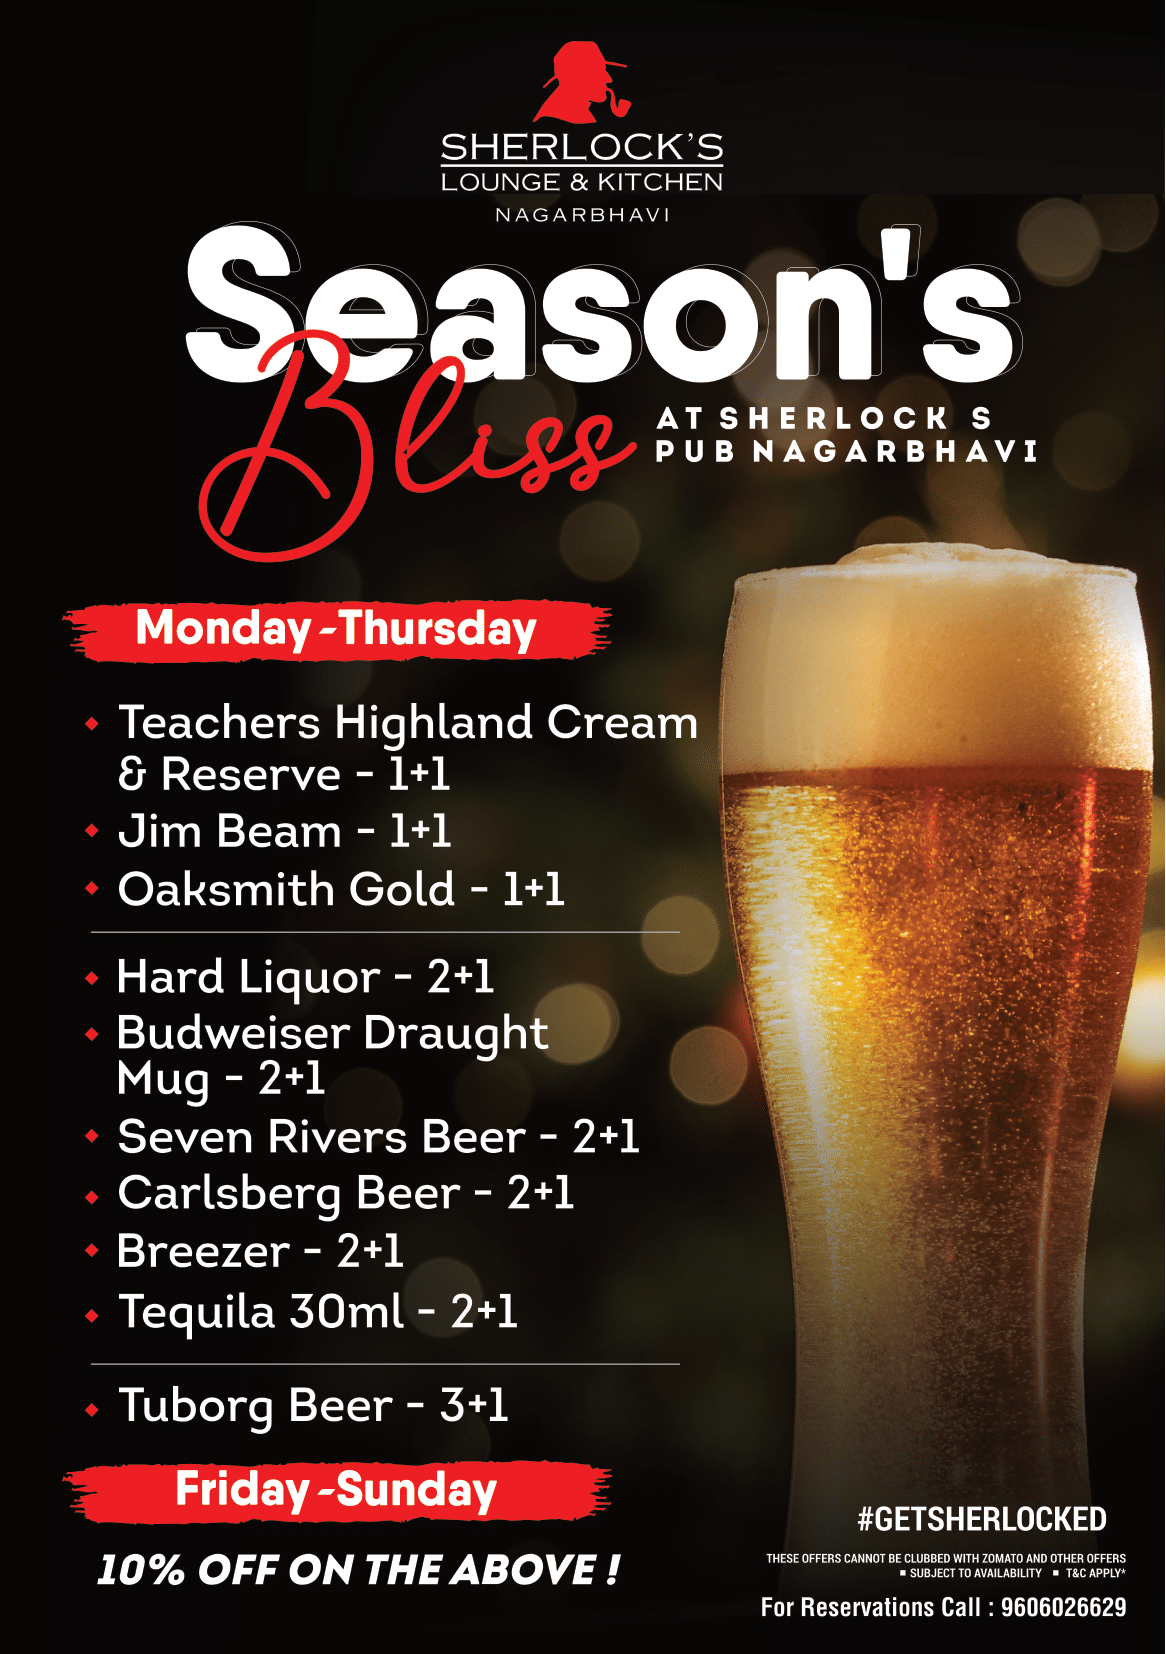 SHERLOCK'S
LOUNGE & KITCHEN
NAGARBHAVI
Season's
Bliss
AT SHERLOCK S
PUB NAGARBHAVI
Monday-Thursday
Teachers Highland Cream
& Reserve - 1+1
Jim Beam - 1+1
Oaksmith Gold - 1+1
Hard Liquor - 2+1
Budweiser Draught
Mug - 2+1
Seven Rivers Beer - 2+1
Carlsberg Beer - 2+1
Breezer - 2+1
Tequila 30ml - 2+1
Tuborg Beer - 3+1
Friday-Sunday
10% OFF ON THE ABOVE !
#GETSHERLOCKED
THESE OFFERS CANNOT BE CLUBBED WITH ZOMATO AND OTHER OFFERS
▪ SUBJECT TO AVAILABILITY ▪ T&C APPLY*
For Reservations Call : 9606026629